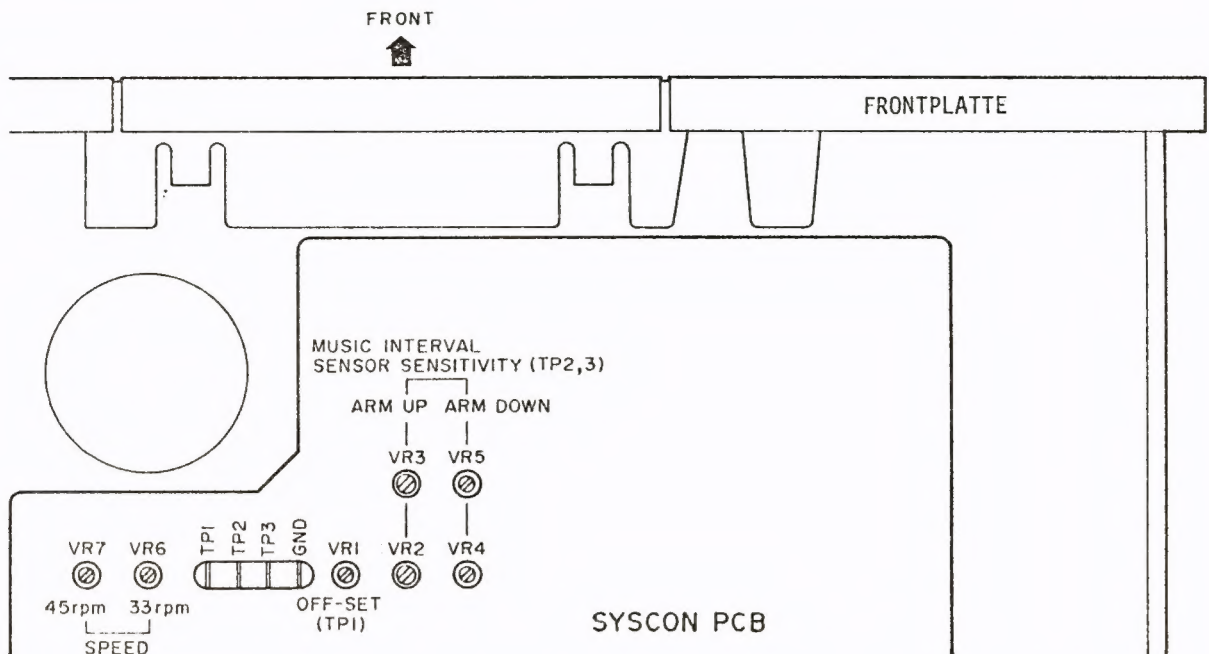 FRONT
FRONTPLATTE
MUSIC INTERVAL
SENSOR SENSITIVITY (TP2,3)
ARM UP ARM DOWN
VR3 VR5
TP1 TP2 TP3 GND
VR7 VR6 VR1 VR2 VR4
45rpm 33rpm OFF-SET
(TP1)
SPEED
SYSCON PCB